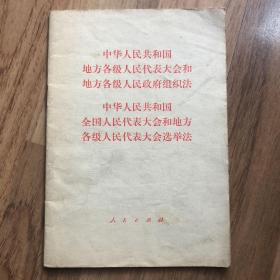 中华人民共和国
地方各级人民代表大会和
地方各级人民政府组织法
中华人民共和国
全国人民代表大会和地方
各级人民代表大会选举法
人民出版社